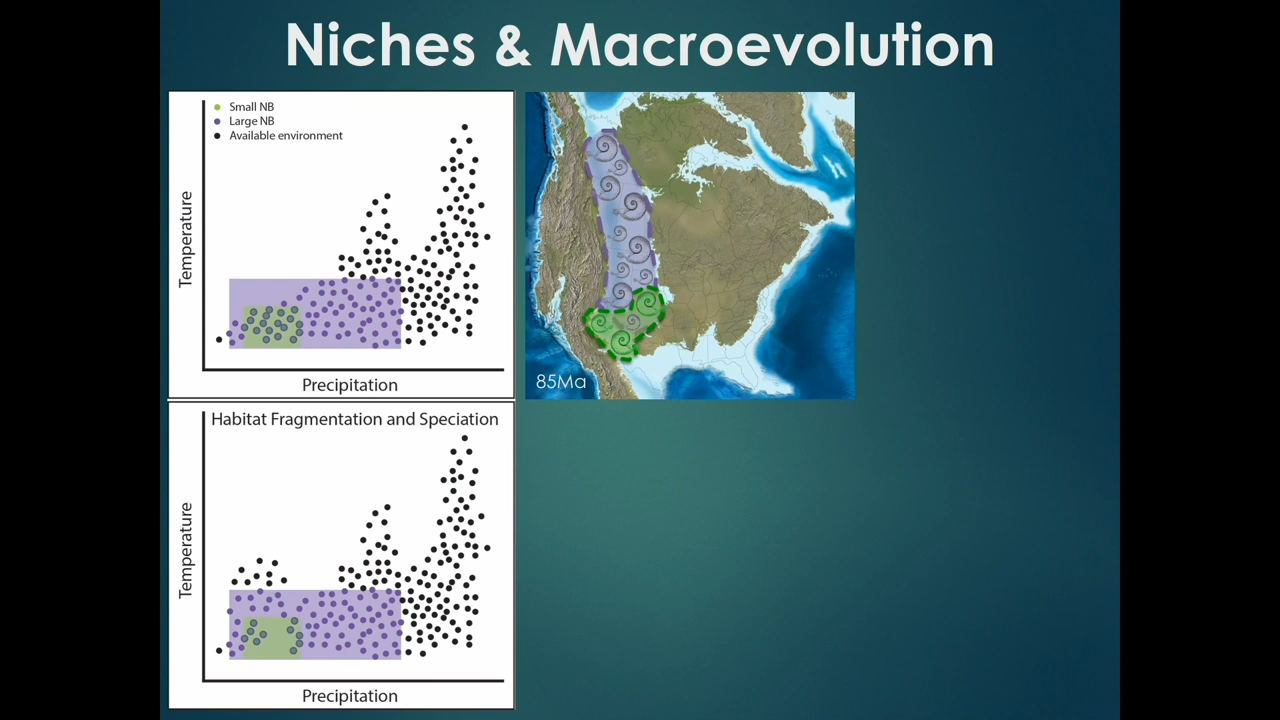 Niches & Macroevolution
Small NB
Large NB
Available environment
Temperature
Precipitation
85Ma
Habitat Fragmentation and Speciation
Temperature
Precipitation